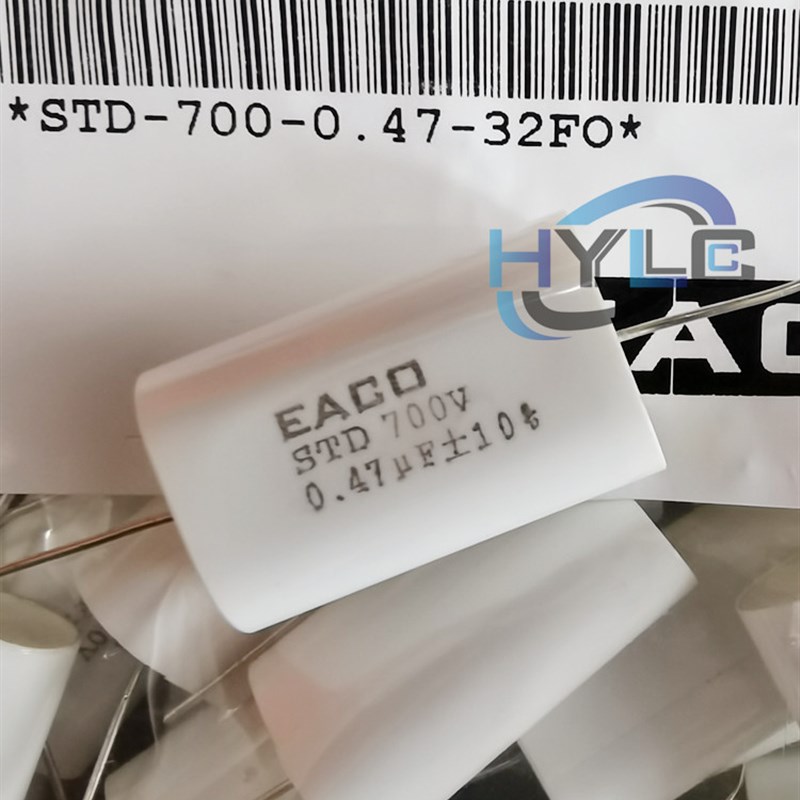 *STD-700-0.47-32FO*
HYLC
EACO
STD 700V
0.47μF±10%